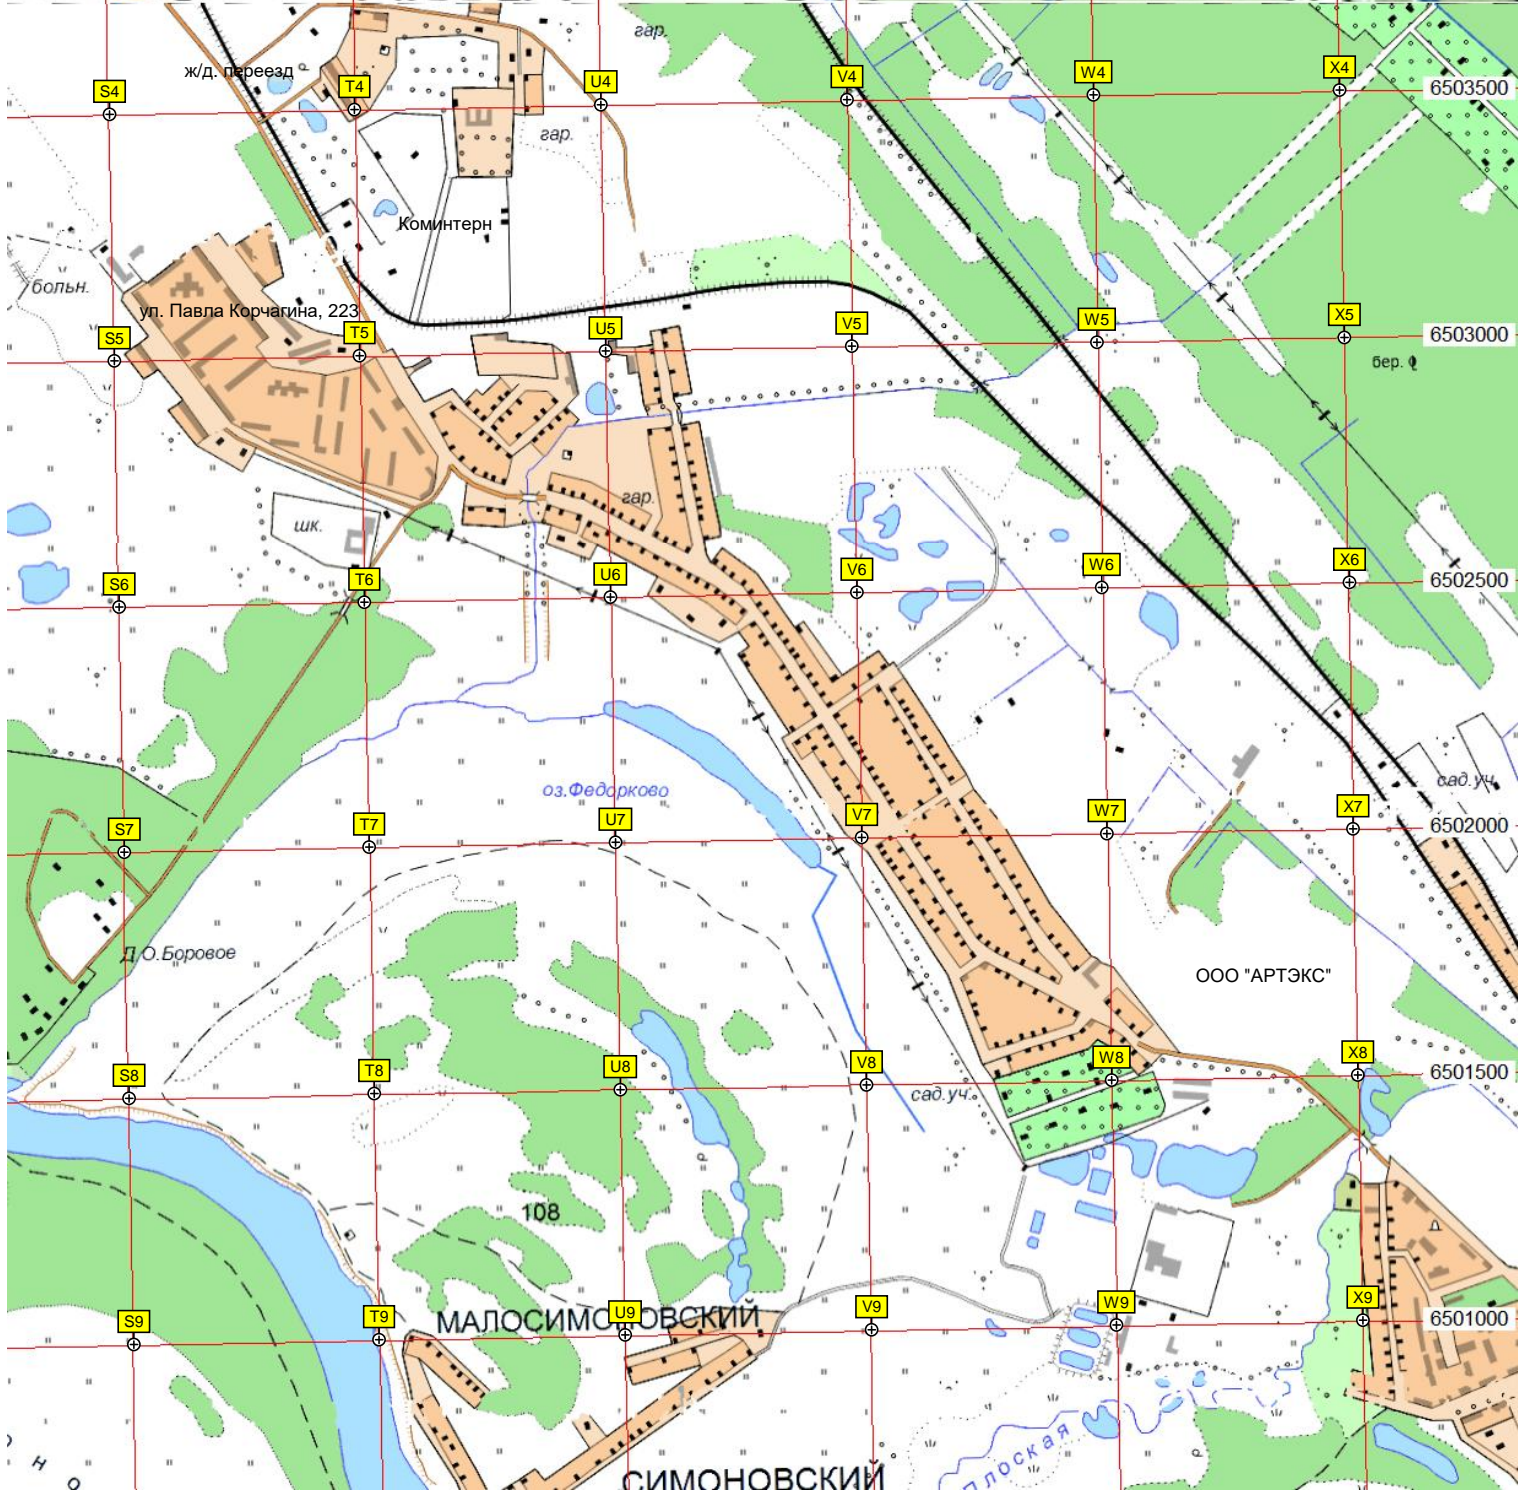 гар.
ж/д. переезд
S4
T4
U4
V4
W4
X4
6503500
гар.
Коминтерн
больн.
ул. Павла Корчагина, 223
S5
T5
U5
V5
W5
X5
6503000
бер.
гар.
шк.
S6
T6
U6
V6
W6
X6
6502500
оз.Федорково
сад.уч.
S7
T7
U7
V7
W7
X7
6502000
Д.О.Боровое
ООО "АРТЭКС"
S8
T8
U8
V8
W8
X8
6501500
сад.уч.
108
МАЛОСИМОНОВСКИЙ
S9
T9
U9
V9
W9
X9
6501000
Плоская
СИМОНОВСКИЙ